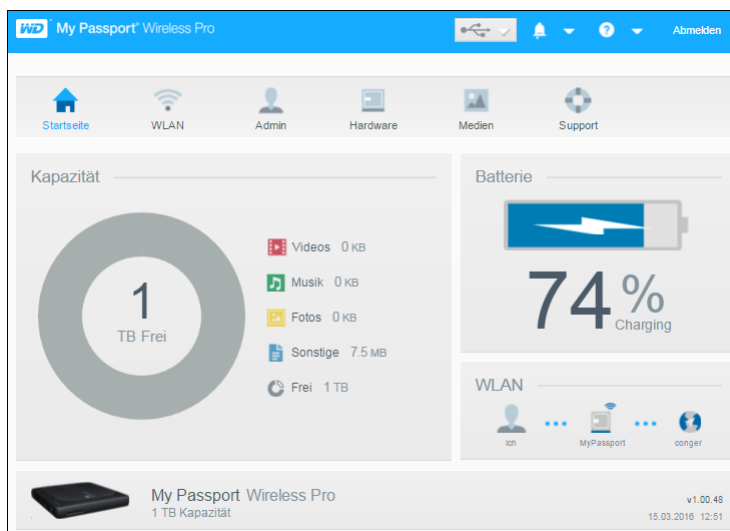 WD My Passport® Wireless Pro
Abmelden
Startseite
WLAN
Admin
Hardware
Medien
Support
Kapazität
1
TB Frei
Videos 0 KB
Musik 0 KB
Fotos 0 KB
Sonstige 7.5 MB
Frei 1 TB
Batterie
74%
Charging
WLAN
Ich
MyPassport
conger
My Passport Wireless Pro
1 TB Kapazität
v1.00.48
15.03.2016 12:51